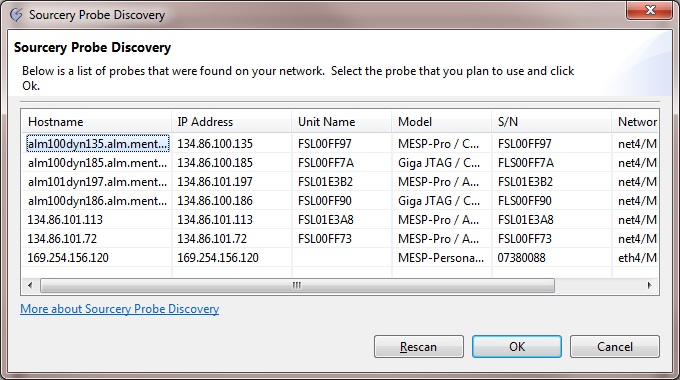 Sourcery Probe Discovery
Sourcery Probe Discovery
Below is a list of probes that were found on your network. Select the probe that you plan to use and click
Ok.
Hostname IP Address Unit Name Model S/N Networ
alm100dyn135.alm.ment... 134.86.100.135 FSL00FF97 MESP-Pro / C... FSL00FF97 net4/M
alm100dyn185.alm.ment... 134.86.100.185 FSL00FF7A Giga JTAG / C... FLS00FF7A net4/M
alm101dyn197.alm.ment... 134.86.101.197 FSL01E3B2 MESP-Pro / A... FSL01E3B2 net4/M
alm100dyn186.alm.ment... 134.86.100.186 FSL00FF90 Giga JTAG / C... FLS00FF90 net4/M
134.86.101.113 134.86.101.113 FSL01E3A8 MESP-Pro / A... FSL01E3A8 net4/M
134.86.101.72 134.86.101.72 FSL00FF73 MESP-Pro / A... FSL00FF73 net4/M
169.254.156.120 169.254.156.120 MESP-Persona... 07380088 eth4/M
More about Sourcery Probe Discovery
Rescan OK Cancel